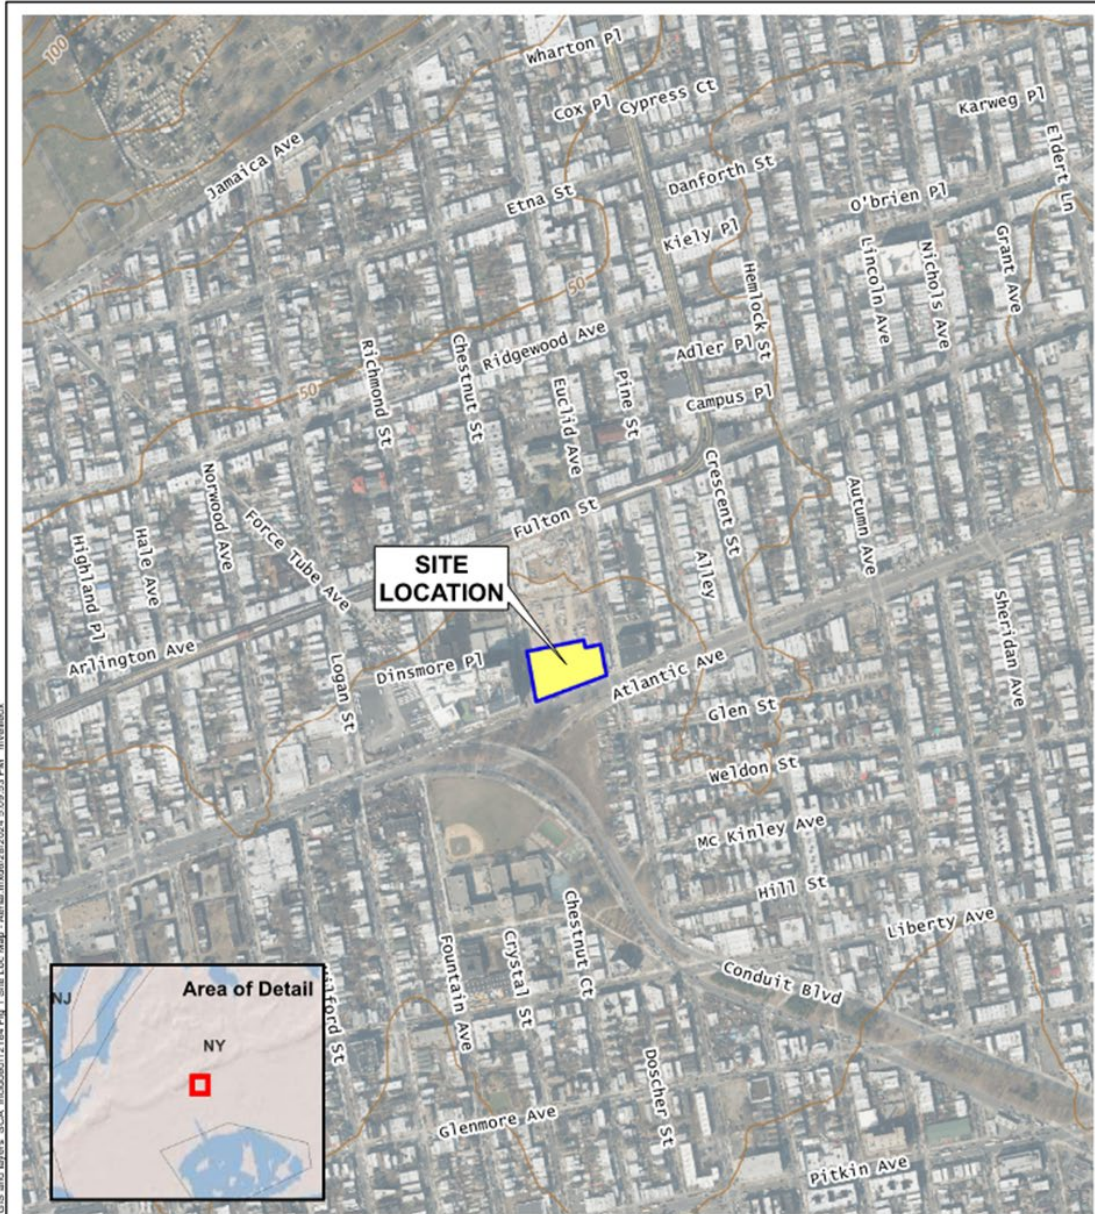 100
Wharton Pl
Cox Pl
Cypress Ct
Karweg Pl
Jamaica Ave
Eldert Ln
Danforth St
Etna St
O'brien Pl
Kiely Pl
Lincoln Ave
Nichols Ave
Grant Ave
Hemlock St
50
Ridgewood Ave
Adler Pl
Richmond St
Chestnut St
50
Euclid Ave
Pine St
Campus Pl
Norwood Ave
Crescent St
Autumn Ave
Force Tube Ave
Fulton St
Highland Pl
Hale Ave
SITE
LOCATION
Alley
Sheridan Ave
Arlington Ave
Logan St
Dinsmore Pl
Atlantic Ave
Glen St
Weldon St
Mc Kinley Ave
Hill St
Liberty Ave
Chestnut Ct
Fountain Ave
Crystal St
Conduit Blvd
Area of Detail
NJ
NY
Doscher St
Glenmore Ave
Pitkin Ave